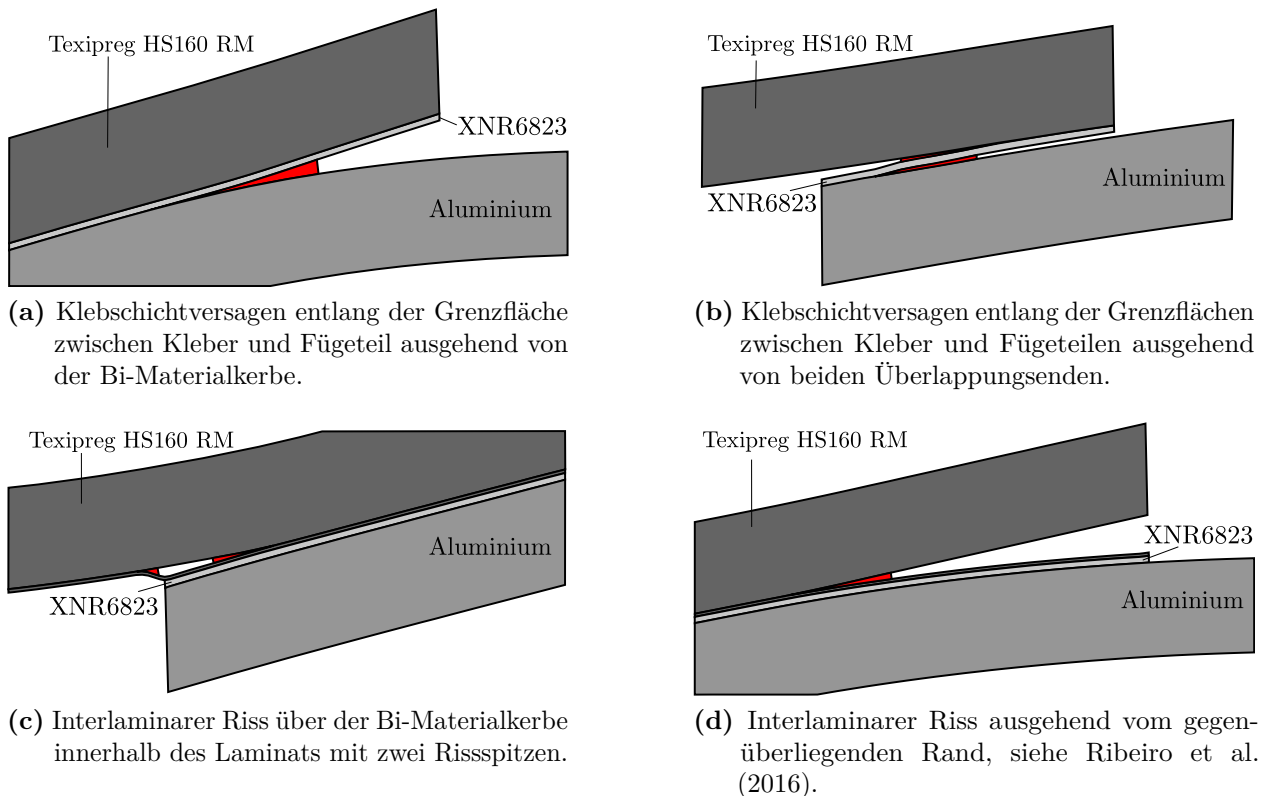 Texipreg HS160 RM
XNR6823
Aluminium
(a) Klebschichtversagen entlang der Grenzfläche
zwischen Kleber und Fügeteil ausgehend von
der Bi-Materialkerbe.
Texipreg HS160 RM
Aluminium
XNR6823
(b) Klebschichtversagen entlang der Grenzflächen
zwischen Kleber und Fügeteilen ausgehend
von beiden Überlappungsenden.
Texipreg HS160 RM
Aluminium
XNR6823
(c) Interlaminarer Riss über der Bi-Materialkerbe
innerhalb des Laminats mit zwei Rissspitzen.
Texipreg HS160 RM
XNR6823
Aluminium
(d) Interlaminarer Riss ausgehend vom gegen-
überliegenden Rand, siehe Ribeiro et al.
(2016).